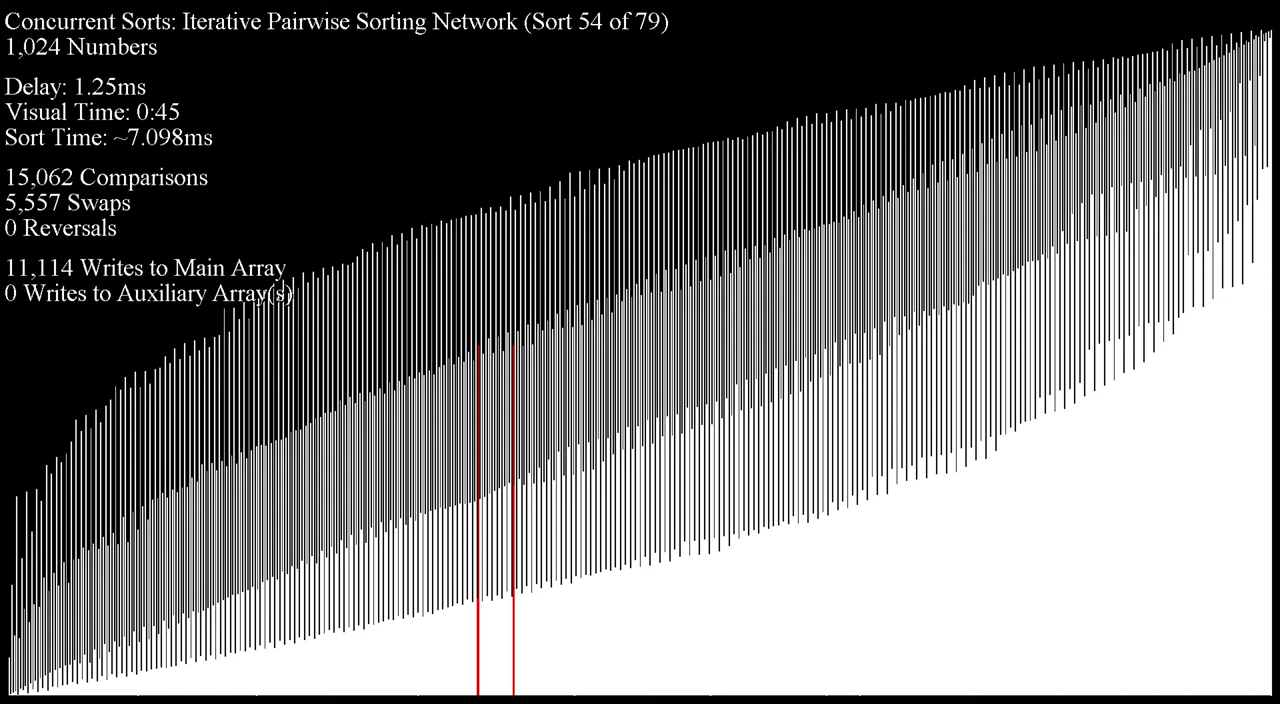 Concurrent Sorts: Iterative Pairwise Sorting Network (Sort 54 of 79)
1,024 Numbers
Delay: 1.25ms
Visual Time: 0:45
Sort Time: ~7.098ms
15,062 Comparisons
5,557 Swaps
0 Reversals
11,114 Writes to Main Array
0 Writes to Auxiliary Array(s)